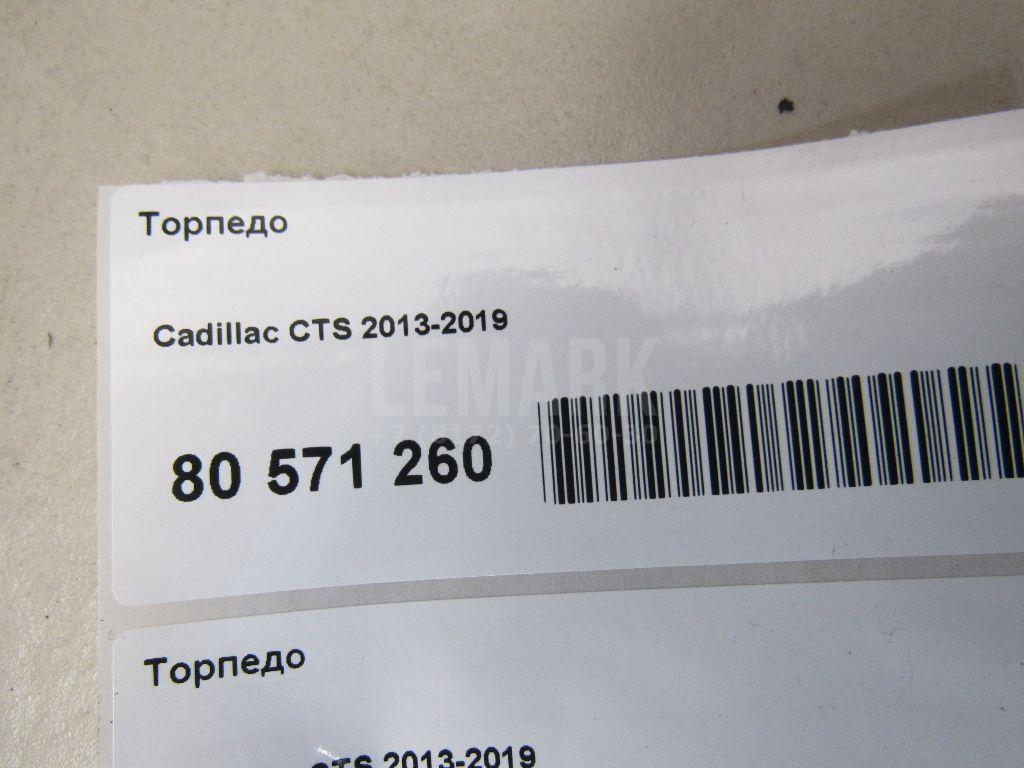 Торпедо
Cadillac CTS 2013-2019
LEMARK
80 571 260
Торпедо
CTS 2013-2019